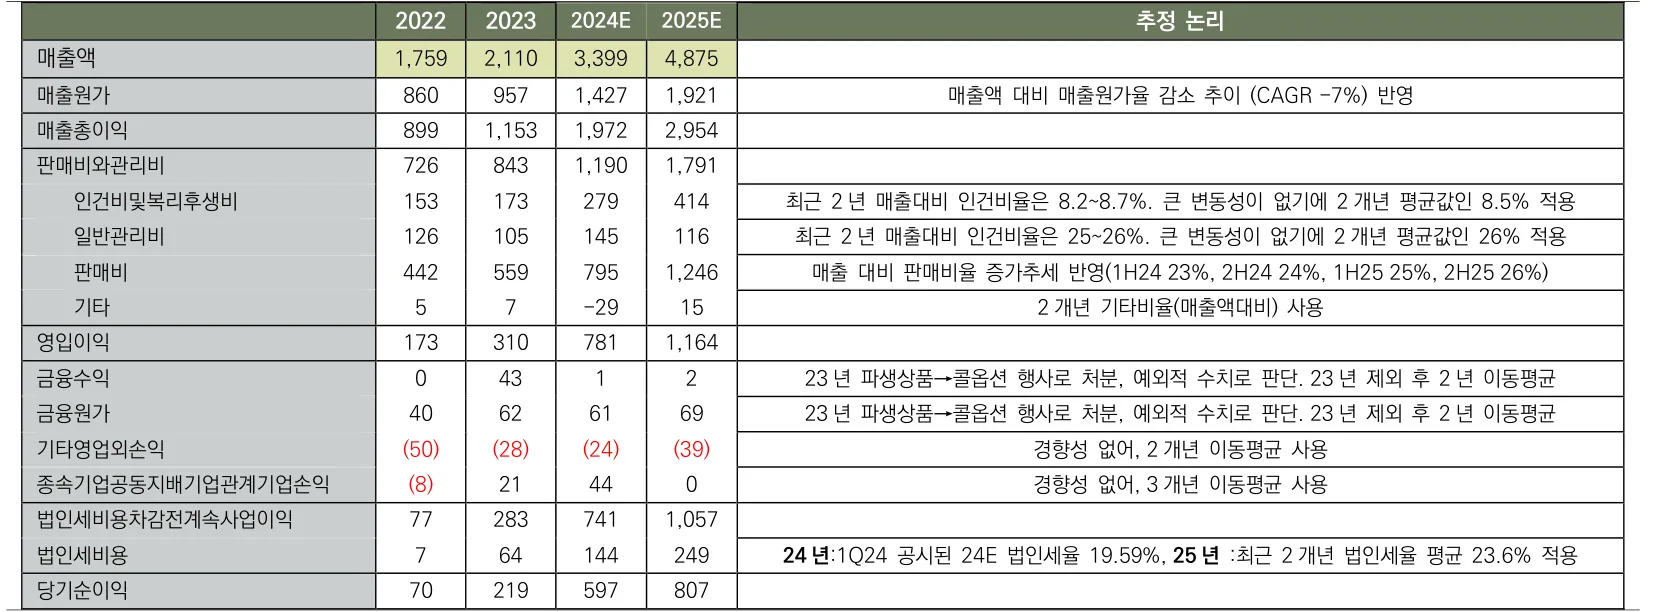 2022 2023 2024E 2025E 추정 논리
매출액 1,759 2,110 3,399 4,875
매출원가 860 957 1,427 1,921 매출액 대비 매출원가율 감소 추이 (CAGR -7%) 반영
매출총이익 899 1,153 1,972 2,954
판매비와관리비 726 843 1,190 1,791
인건비및복리후생비 153 173 279 414 최근 2년 매출대비 인건비율은 8.2~8.7%. 큰 변동성이 없기에 2개년 평균값인 8.5% 적용
일반관리비 126 105 145 116 최근 2년 매출대비 인건비율은 25~26%. 큰 변동성이 없기에 2개년 평균값인 26% 적용
판매비 442 559 795 1,246 매출 대비 판매비율 증가추세 반영(1H24 23%, 2H24 24%, 1H25 25%, 2H25 26%)
기타 5 7 -29 15 2개년 기타비율(매출액대비) 사용
영입이익 173 310 781 1,164
금융수익 0 43 1 2 23년 파생상품→콜옵션 행사로 처분, 예외적 수치로 판단. 23년 제외 후 2년 이동평균
금융원가 40 62 61 69 23년 파생상품→콜옵션 행사로 처분, 예외적 수치로 판단. 23년 제외 후 2년 이동평균
기타영업외손익 (50) (28) (24) (39) 경향성 없어, 2개년 이동평균 사용
종속기업공동지배기업관계기업손익 (8) 21 44 0 경향성 없어, 3개년 이동평균 사용
법인세비용차감전계속사업이익 77 283 741 1,057
법인세비용 7 64 144 249 24년:1Q24 공시된 24E 법인세율 19.59%, 25년 :최근 2개년 법인세율 평균 23.6% 적용
당기순이익 70 219 597 807